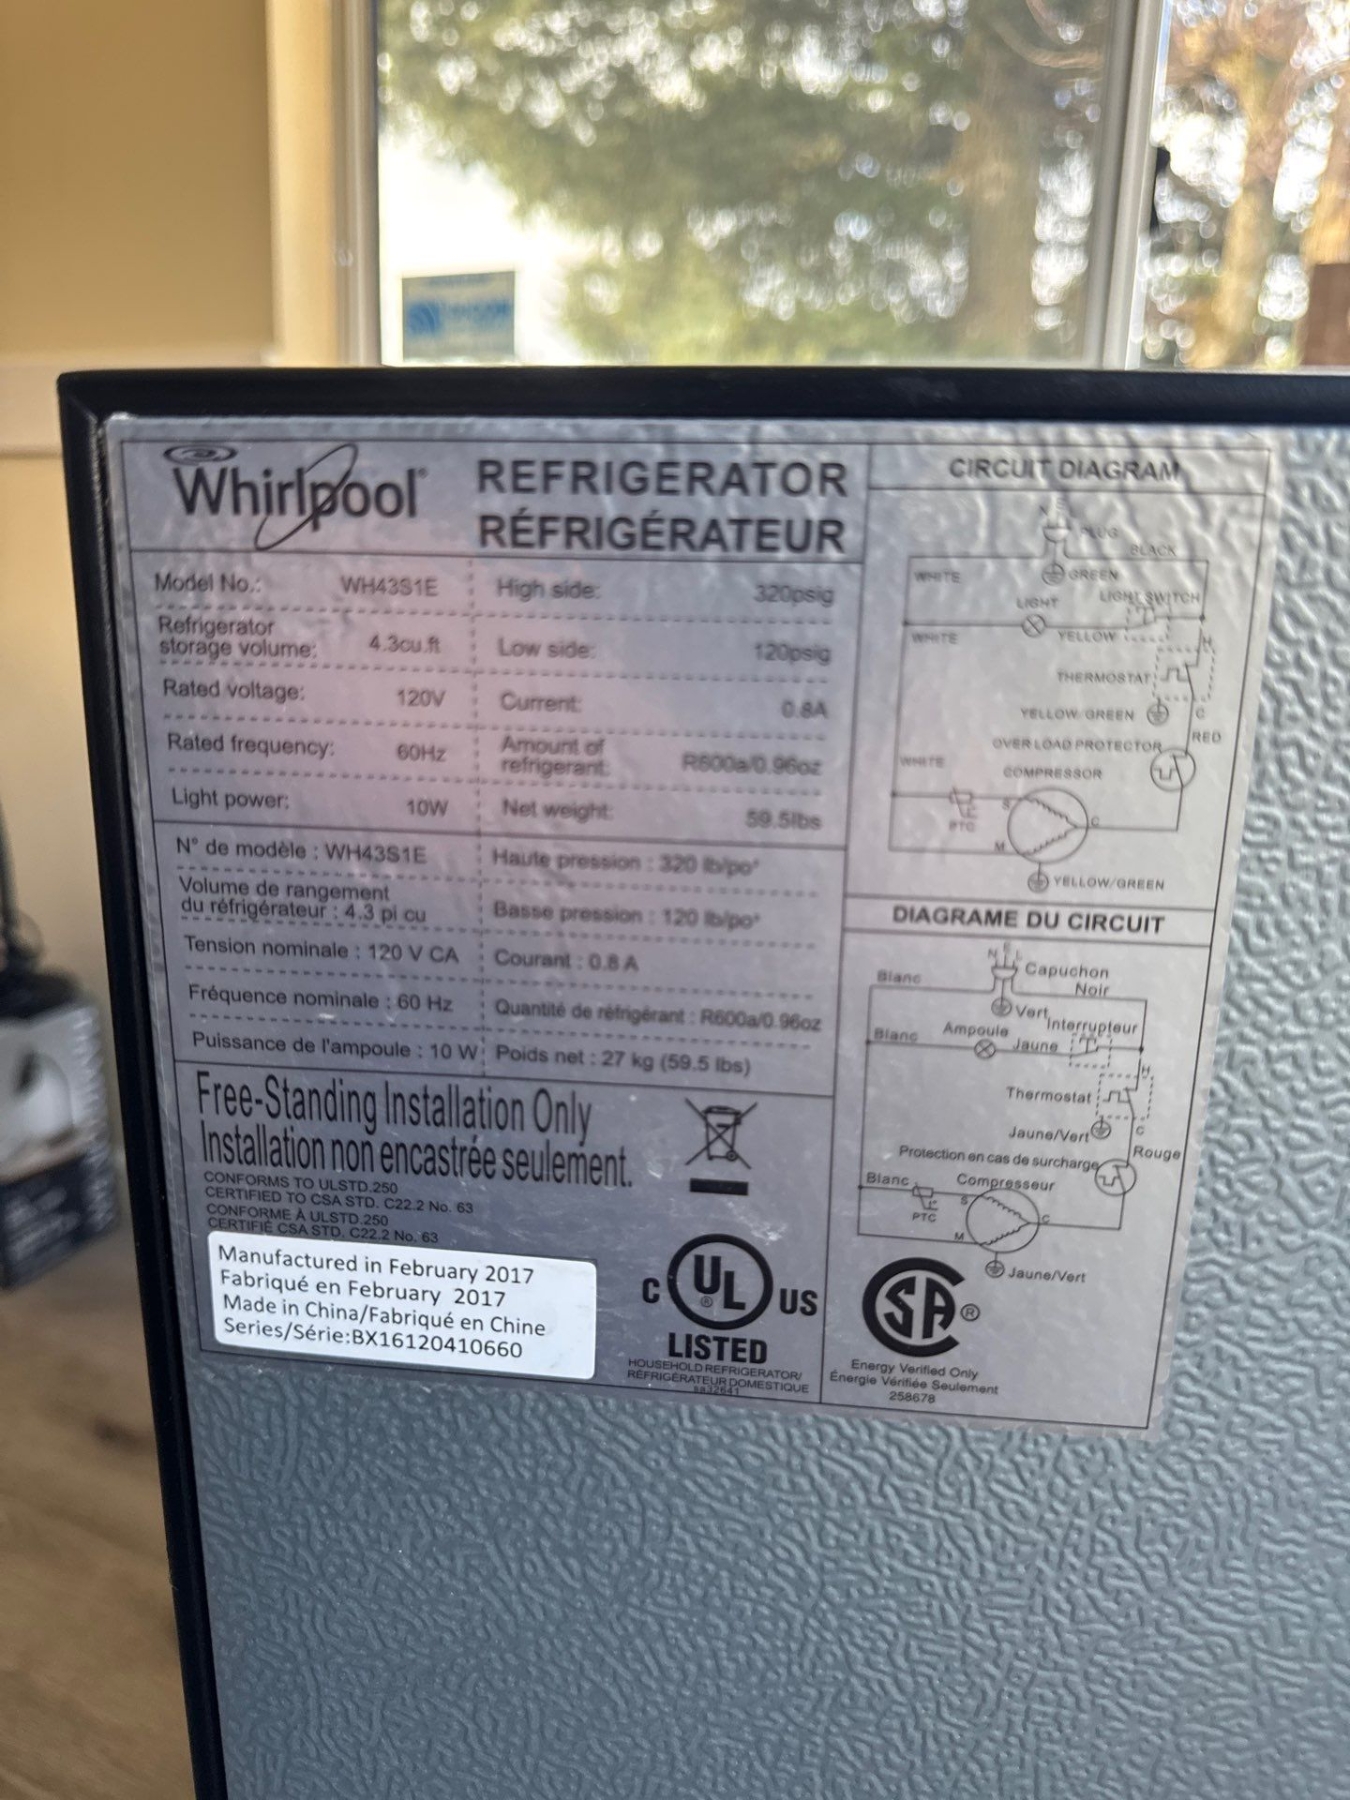 Whirlpool®
REFRIGERATOR
RÉFRIGÉRATEUR
Model No.: WH43S1E
High side: 320psig
Refrigerator
storage volume: 4.3cu.ft
Low side: 120psig
Rated voltage: 120V
Current: 0.8A
Rated frequency: 60Hz
Amount of
refrigerant: R600a/0.96oz
Light power: 10W
Net weight: 59.5lbs
N° de modèle : WH43S1E
Haute pression : 320 lb/po²
Volume de rangement
du réfrigérateur : 4.3 pi cu
Basse pression : 120 lb/po²
Tension nominale : 120 V CA
Courant : 0.8 A
Fréquence nominale : 60 Hz
Quantité de réfrigérant : R600a/0.96oz
Puissance de l'ampoule : 10 W
Poids net : 27 kg (59.5 lbs)
Free-Standing Installation Only
Installation non encastrée seulement.
CONFORMS TO ULSTD.250
CERTIFIED TO CSA STD. C22.2 No. 63
CONFORME À ULSTD.250
CERTIFIÉ CSA STD. C22.2 No. 63
Manufactured in February 2017
Fabriqué en February 2017
Made in China/Fabriqué en Chine
Series/Série:BX16120410660
C UL® US
LISTED
HOUSEHOLD REFRIGERATOR/
RÉFRIGÉRATEUR DOMESTIQUE
sa32641
CIRCUIT DIAGRAM
N E L
PLUG
BLACK
WHITE
GREEN
LIGHT
LIGHT SWITCH
WHITE
YELLOW
H
THERMOSTAT
YELLOW/GREEN
C
RED
OVER LOAD PROTECTOR
WHITE
COMPRESSOR
PTC
S
C
M
YELLOW/GREEN
DIAGRAME DU CIRCUIT
N E L
Capuchon
Noir
Blanc
Vert
Interrupteur
Blanc
Ampoule
Jaune
H
Thermostat
Jaune/Vert
C
Rouge
Protection en cas de surcharge
Blanc
Compresseur
PTC
S
C
M
Jaune/Vert
SA®
Energy Verified Only
Énergie Vérifiée Seulement
258678